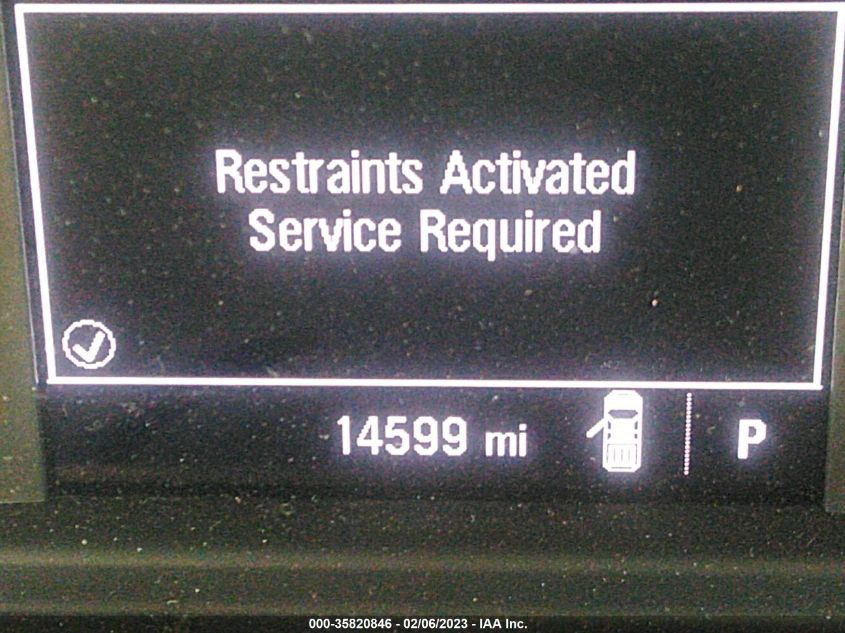 Restraints Activated
Service Required
14599 mi
P
000-35820846 - 02/06/2023 - IAA Inc.